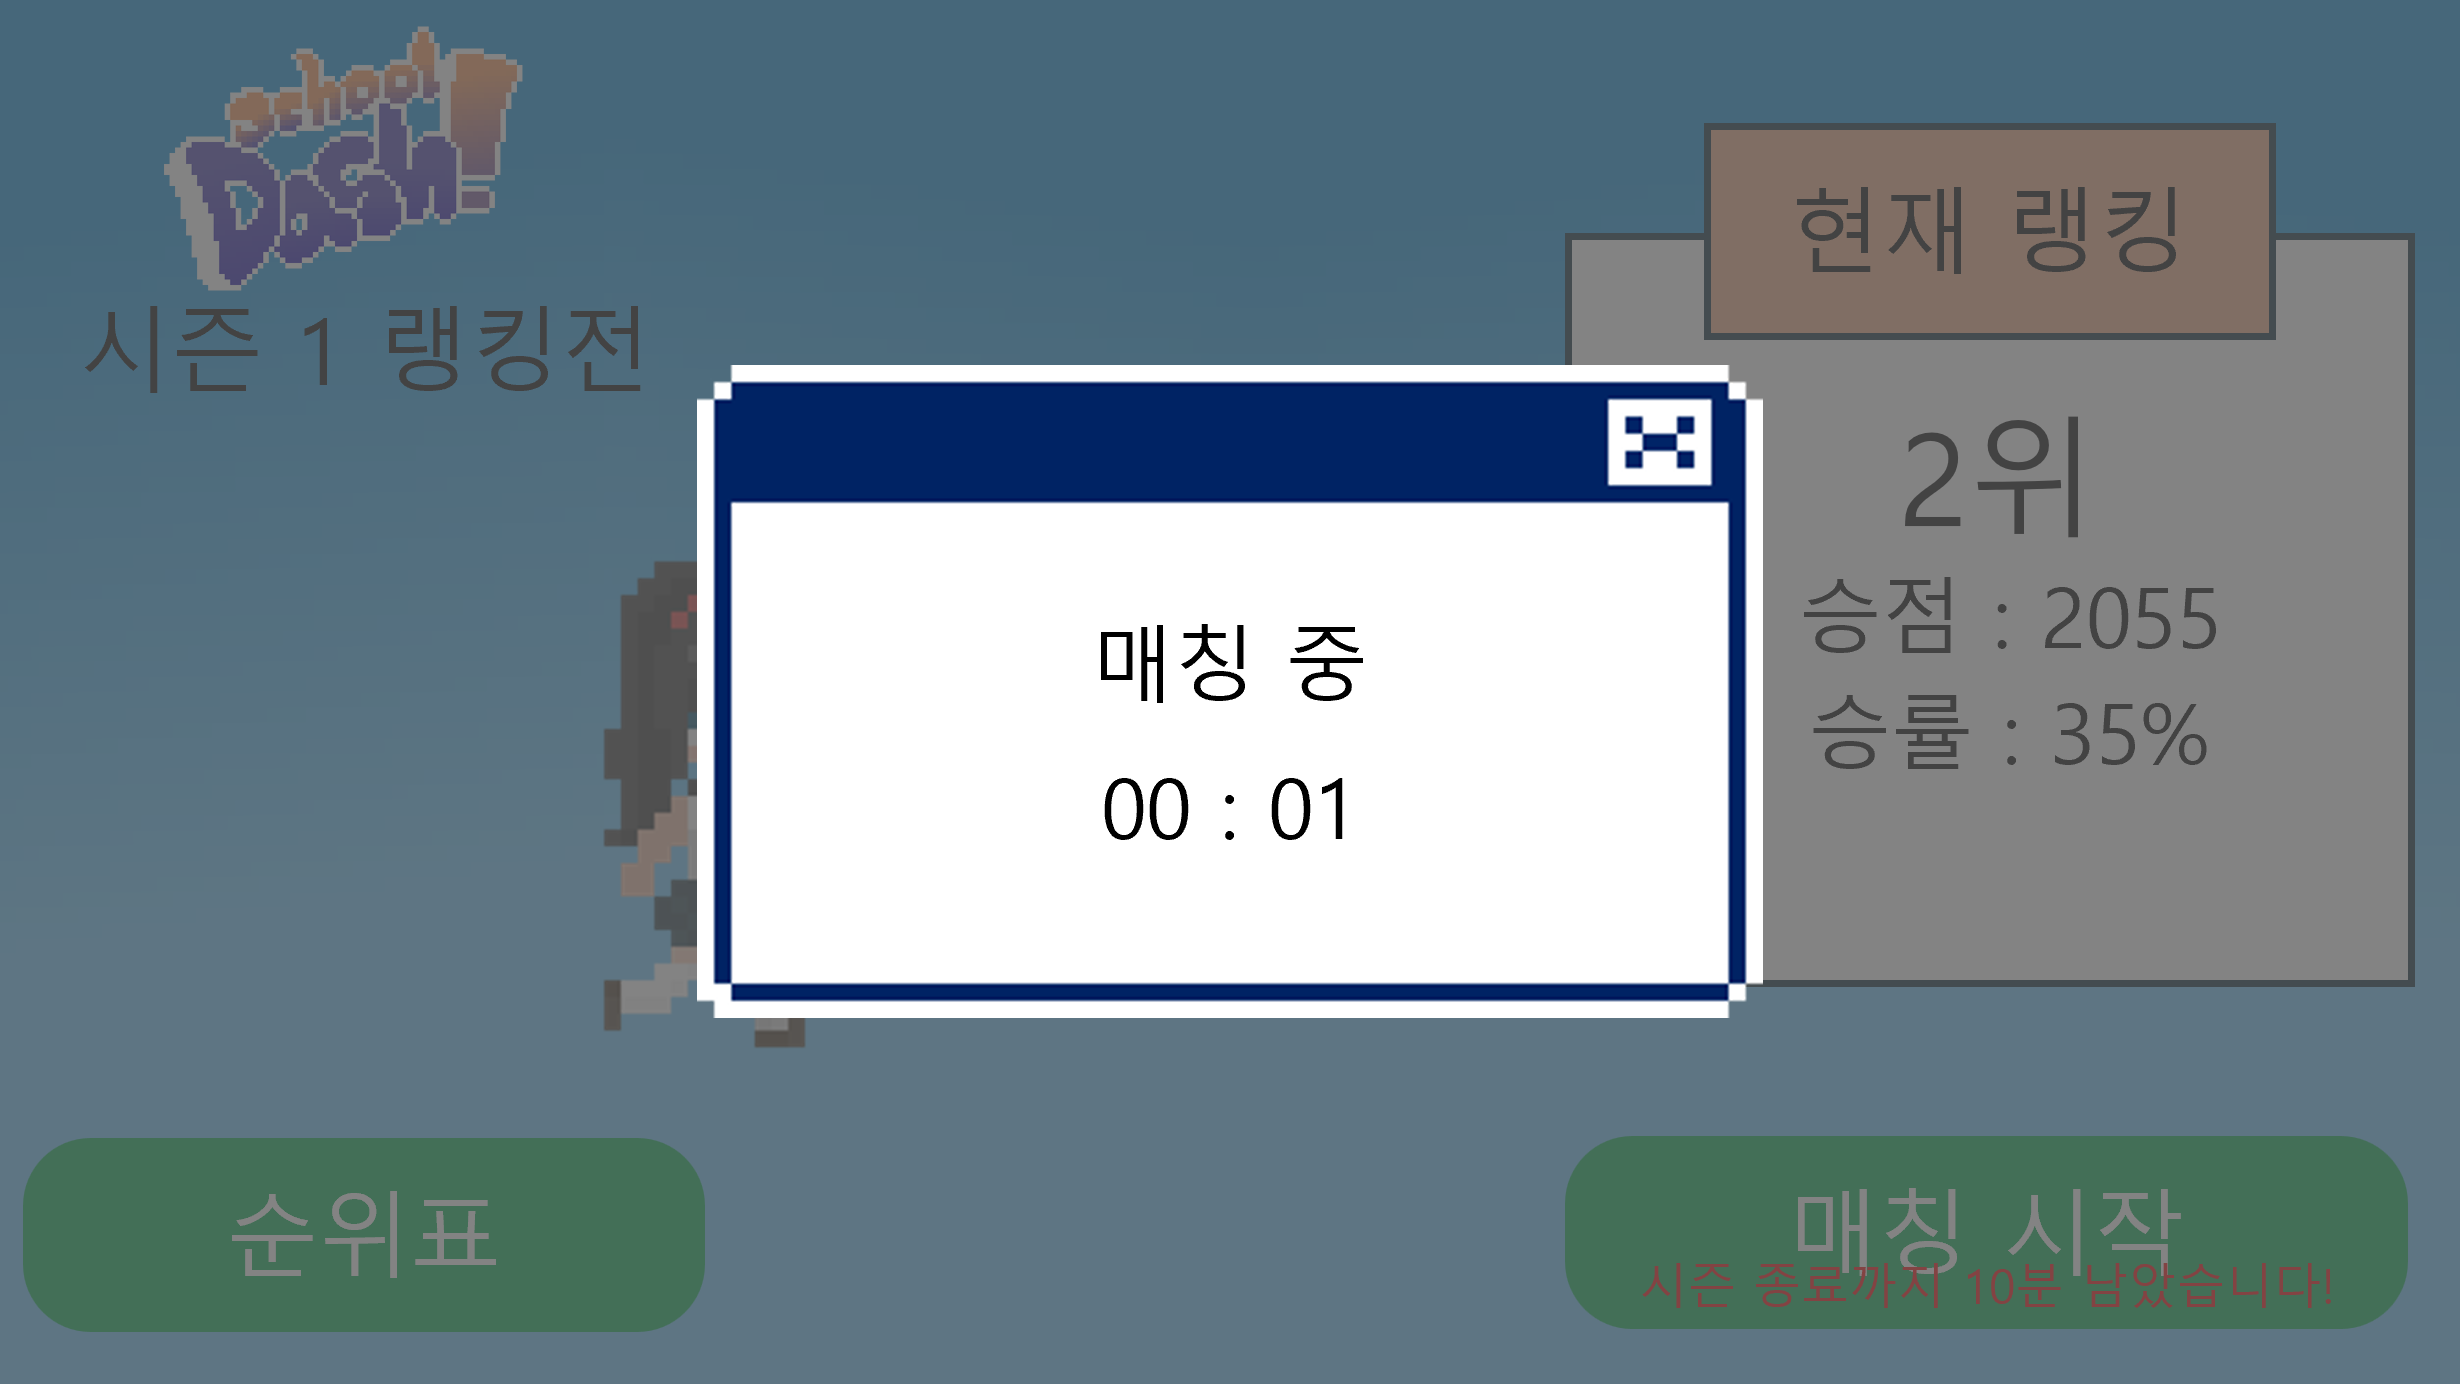 School
Dash!
시즌 1 랭킹전
현재 랭킹
2위
승점 : 2055
승률 : 35%
매칭 중
00 : 01
순위표
매칭 시작
시즌 종료까지 10분 남았습니다!